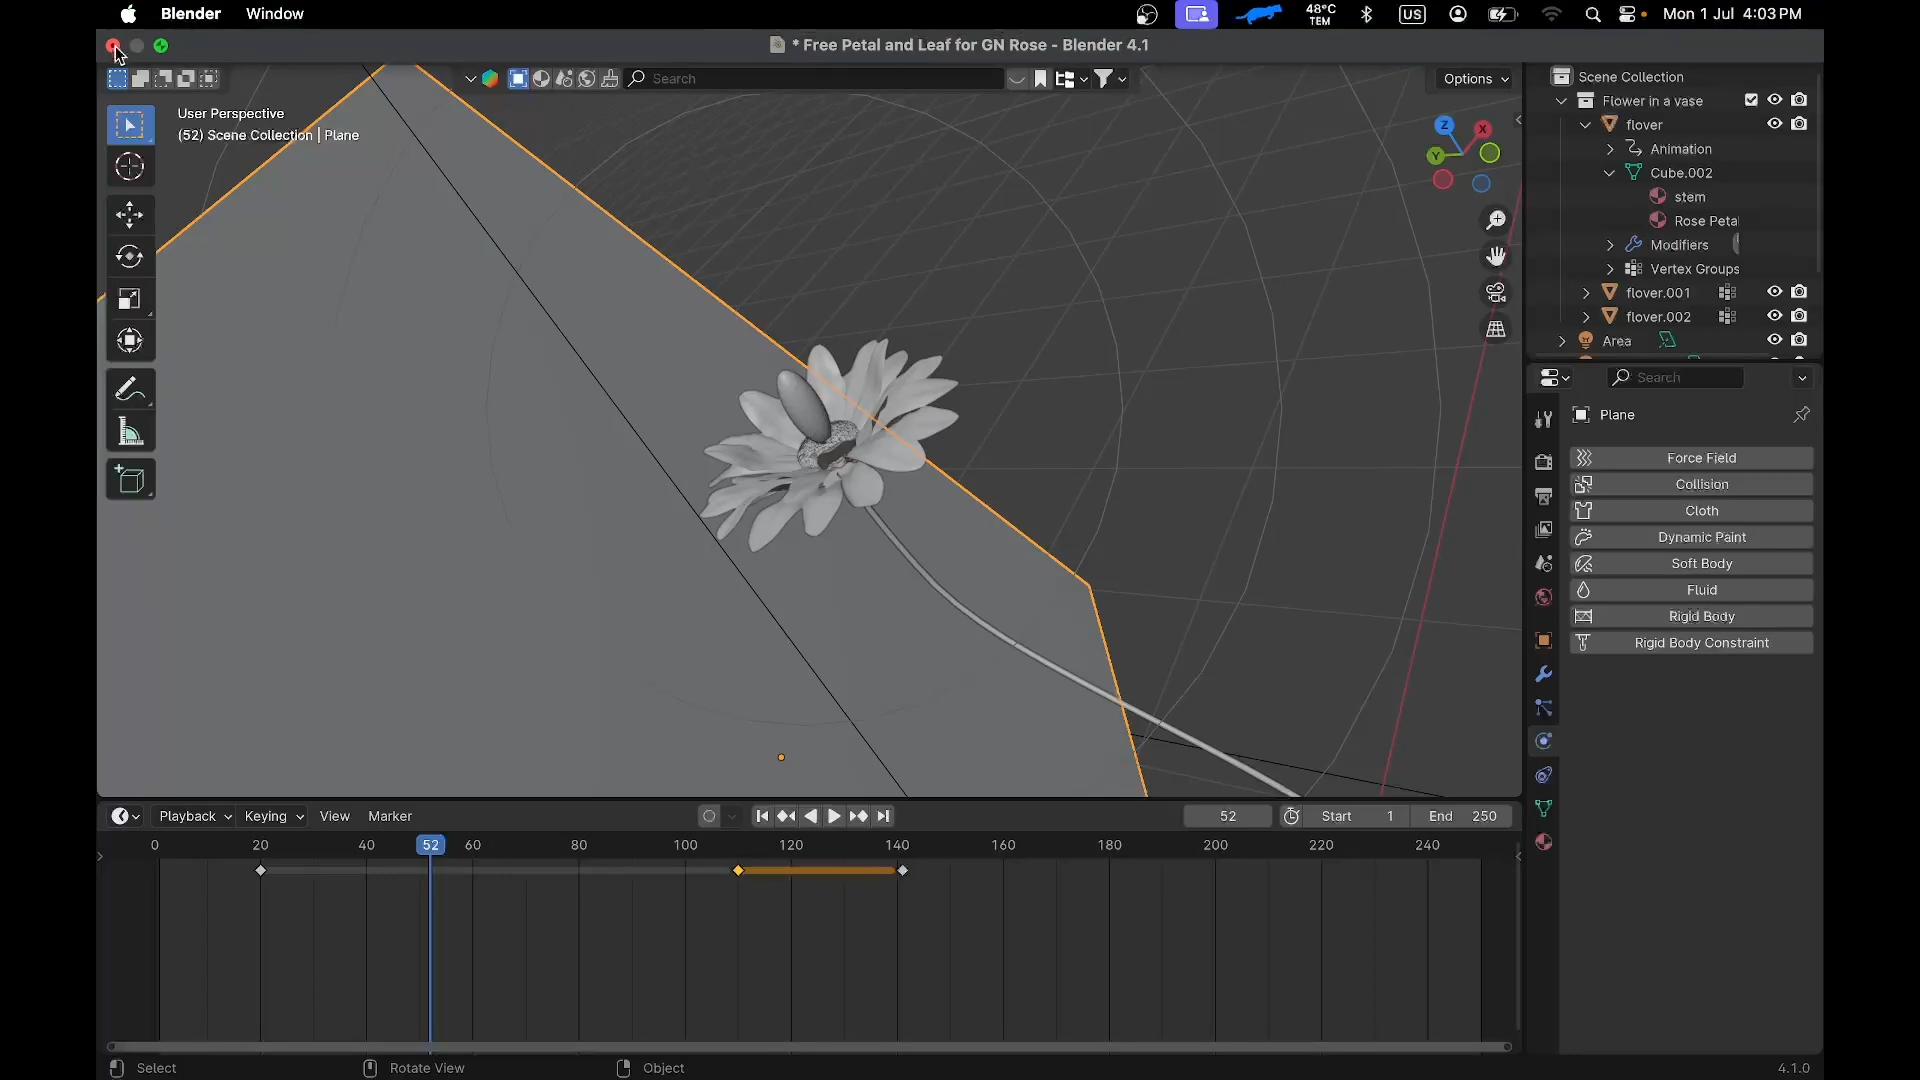 Blender Window
48°C
TEM
US
Mon 1 Jul 4:03 PM
* Free Petal and Leaf for GN Rose - Blender 4.1
Search
Options
User Perspective
(52) Scene Collection | Plane
Z
X
Y
Scene Collection
Flower in a vase
flover
Animation
Cube.002
stem
Rose Peta
Modifiers
Vertex Groups
flover.001
flover.002
Area
Search
Plane
Force Field
Collision
Cloth
Dynamic Paint
Soft Body
Fluid
Rigid Body
Rigid Body Constraint
Playback Keying View Marker
52 Start 1 End 250
0 20 40 52 60 80 100 120 140 160 180 200 220 240
Select Rotate View Object 4.1.0